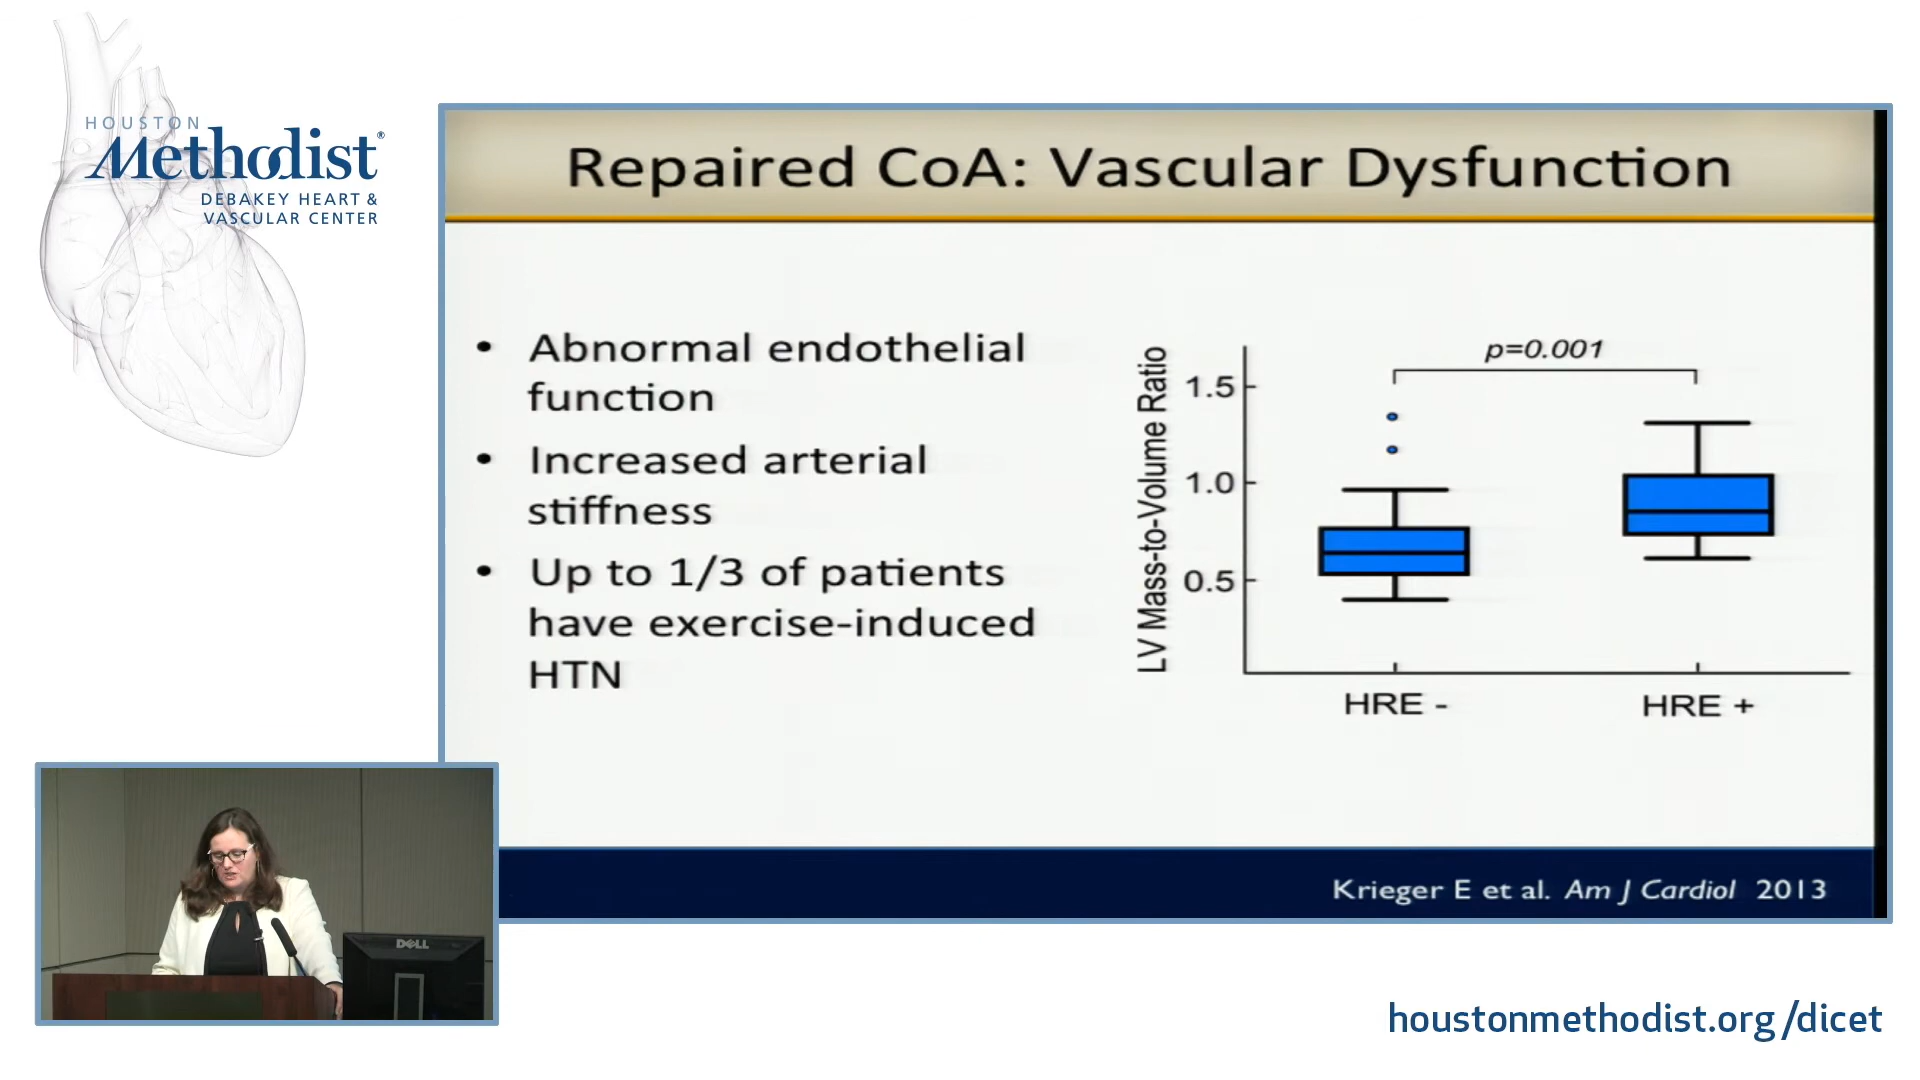 HOUSTON
Methodist®
DEBAKEY HEART &
VASCULAR CENTER
Repaired CoA: Vascular Dysfunction
• Abnormal endothelial
function
• Increased arterial
stiffness
• Up to 1/3 of patients
have exercise-induced
HTN
LV Mass-to-Volume Ratio
p=0.001
1.5
1.0
0.5
HRE -
HRE +
Krieger E et al. Am J Cardiol 2013
DELL
houstonmethodist.org/dicet